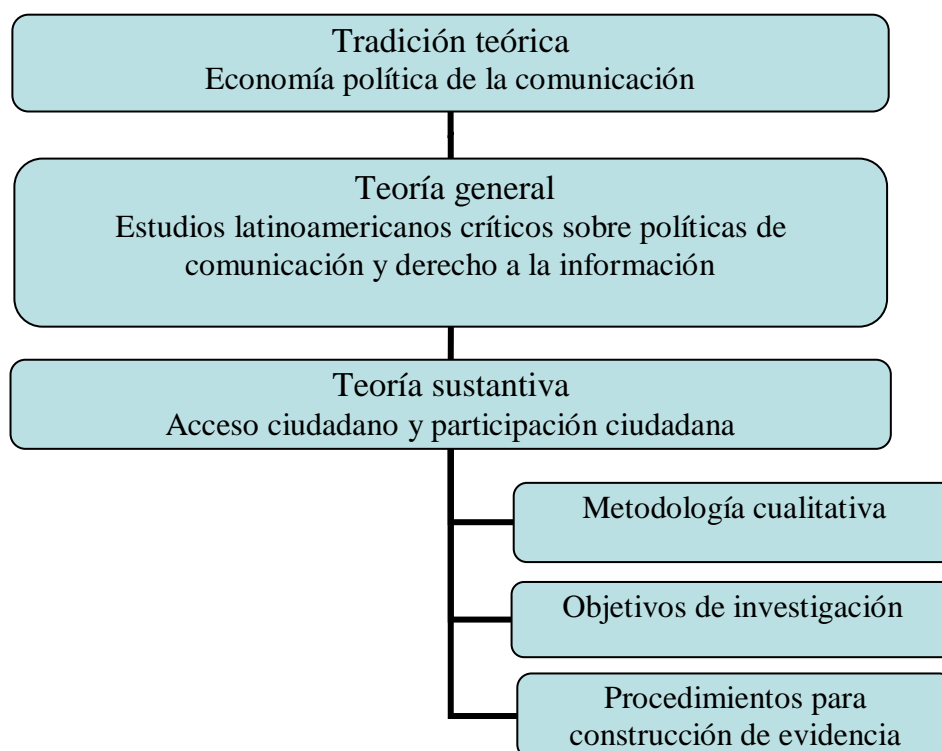 Tradición teórica
Economía política de la comunicación
Teoría general
Estudios latinoamericanos críticos sobre políticas de
comunicación y derecho a la información
Teoría sustantiva
Acceso ciudadano y participación ciudadana
Metodología cualitativa
Objetivos de investigación
Procedimientos para
construcción de evidencia